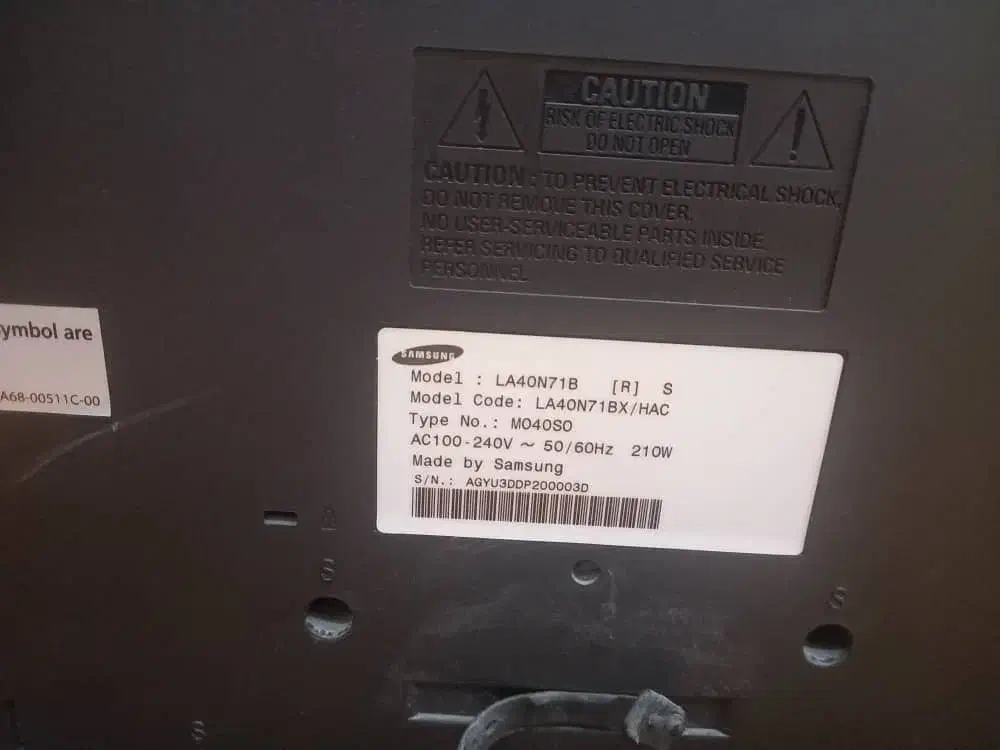 CAUTION
RISK OF ELECTRIC SHOCK
DO NOT OPEN
CAUTION : TO PREVENT ELECTRICAL SHOCK,
DO NOT REMOVE THIS COVER.
NO USER-SERVICEABLE PARTS INSIDE.
REFER SERVICING TO QUALIFIED SERVICE
PERSONNEL
ymbol are
A68-00511C-00
SAMSUNG
Model : LA40N71B [R] S
Model Code: LA40N71BX/HAC
Type No.: MO40SO
AC100-240V ~ 50/60Hz 210W
Made by Samsung
S/N.: AGYU3DDP200003D
S
S
S